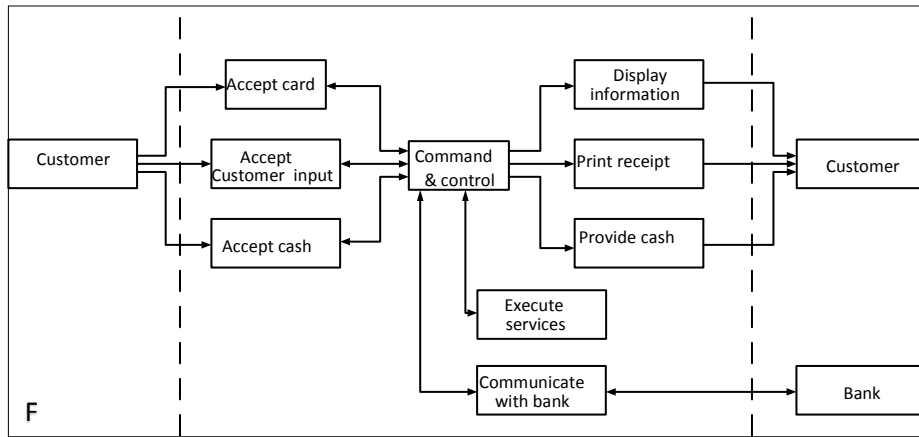 Customer
Accept card
Accept
Customer input
Accept cash
Command
& control
Display
information
Print receipt
Provide cash
Customer
Execute
services
Communicate
with bank
Bank
F